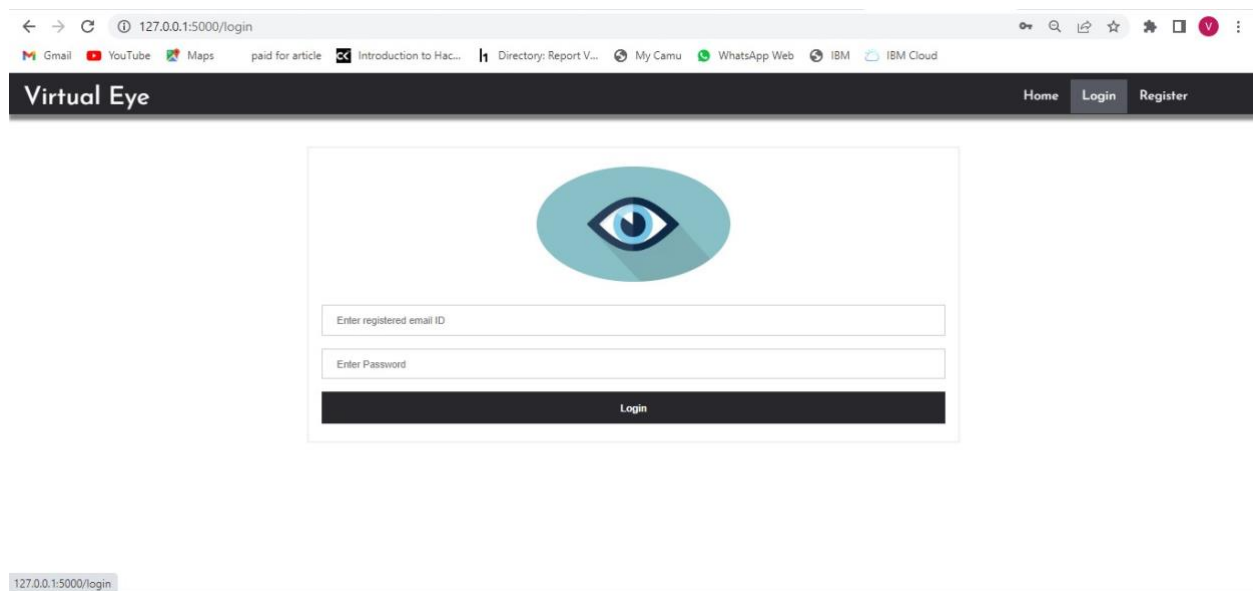 127.0.0.1:5000/login
Gmail YouTube Maps paid for article CC Introduction to Hac... h1 Directory: Report V... My Camu WhatsApp Web IBM IBM Cloud
V
Virtual Eye Home Login Register
Enter registered email ID
Enter Password
Login
127.0.0.1:5000/login